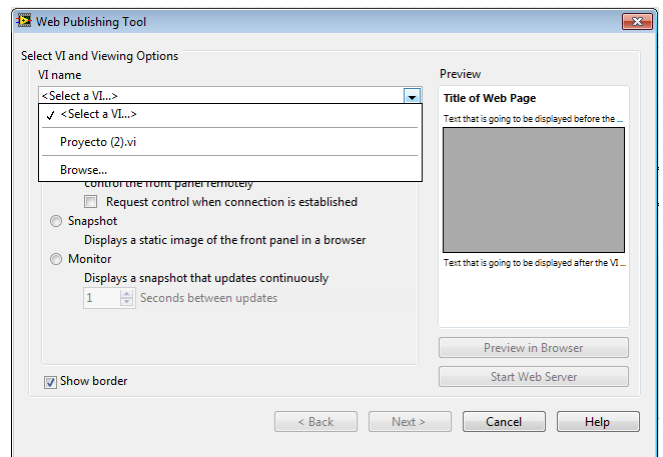 Web Publishing Tool
Select VI and Viewing Options
VI name
<Select a VI...>
<Select a VI...>
Proyecto (2).vi
Browse...
control the front panel remotely
Request control when connection is established
Snapshot
Displays a static image of the front panel in a browser
Monitor
Displays a snapshot that updates continuously
1 Seconds between updates
Show border
Preview
Title of Web Page
Text that is going to be displayed before the ...
Text that is going to be displayed after the VI ...
Preview in Browser
Start Web Server
< Back Next > Cancel Help